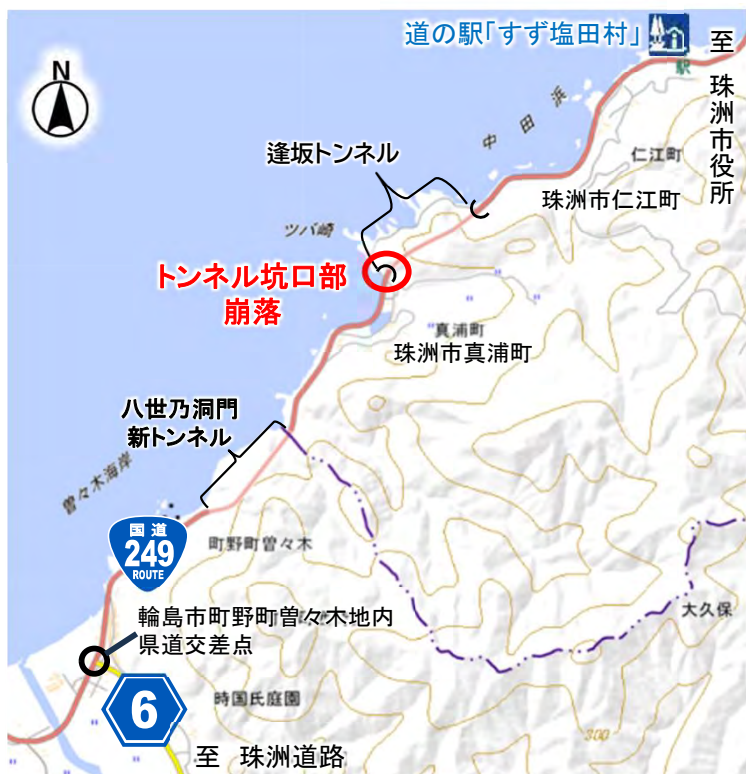 道の駅「すず塩田村」
駅
至 珠洲市役所
N
中田浜
逢坂トンネル
仁江町
珠洲市仁江町
ツバ崎
トンネル坑口部
崩落
真浦町
珠洲市真浦町
八世乃洞門
新トンネル
曽々木海岸
国道
249
ROUTE
町野町曽々木
輪島市町野町曽々木地内
県道交差点
大久保
6
時国氏庭園
300
至 珠洲道路